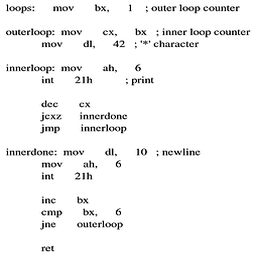 loops: mov bx, 1 ; outer loop counter
outerloop: mov cx, bx ; inner loop counter
mov dl, 42 ; '*' character
innerloop: mov ah, 6
int 21h ; print
dec cx
jcxz innerdone
jmp innerloop
innerdone: mov dl, 10 ; newline
mov ah, 6
int 21h
inc bx
cmp bx, 6
jne outerloop
ret